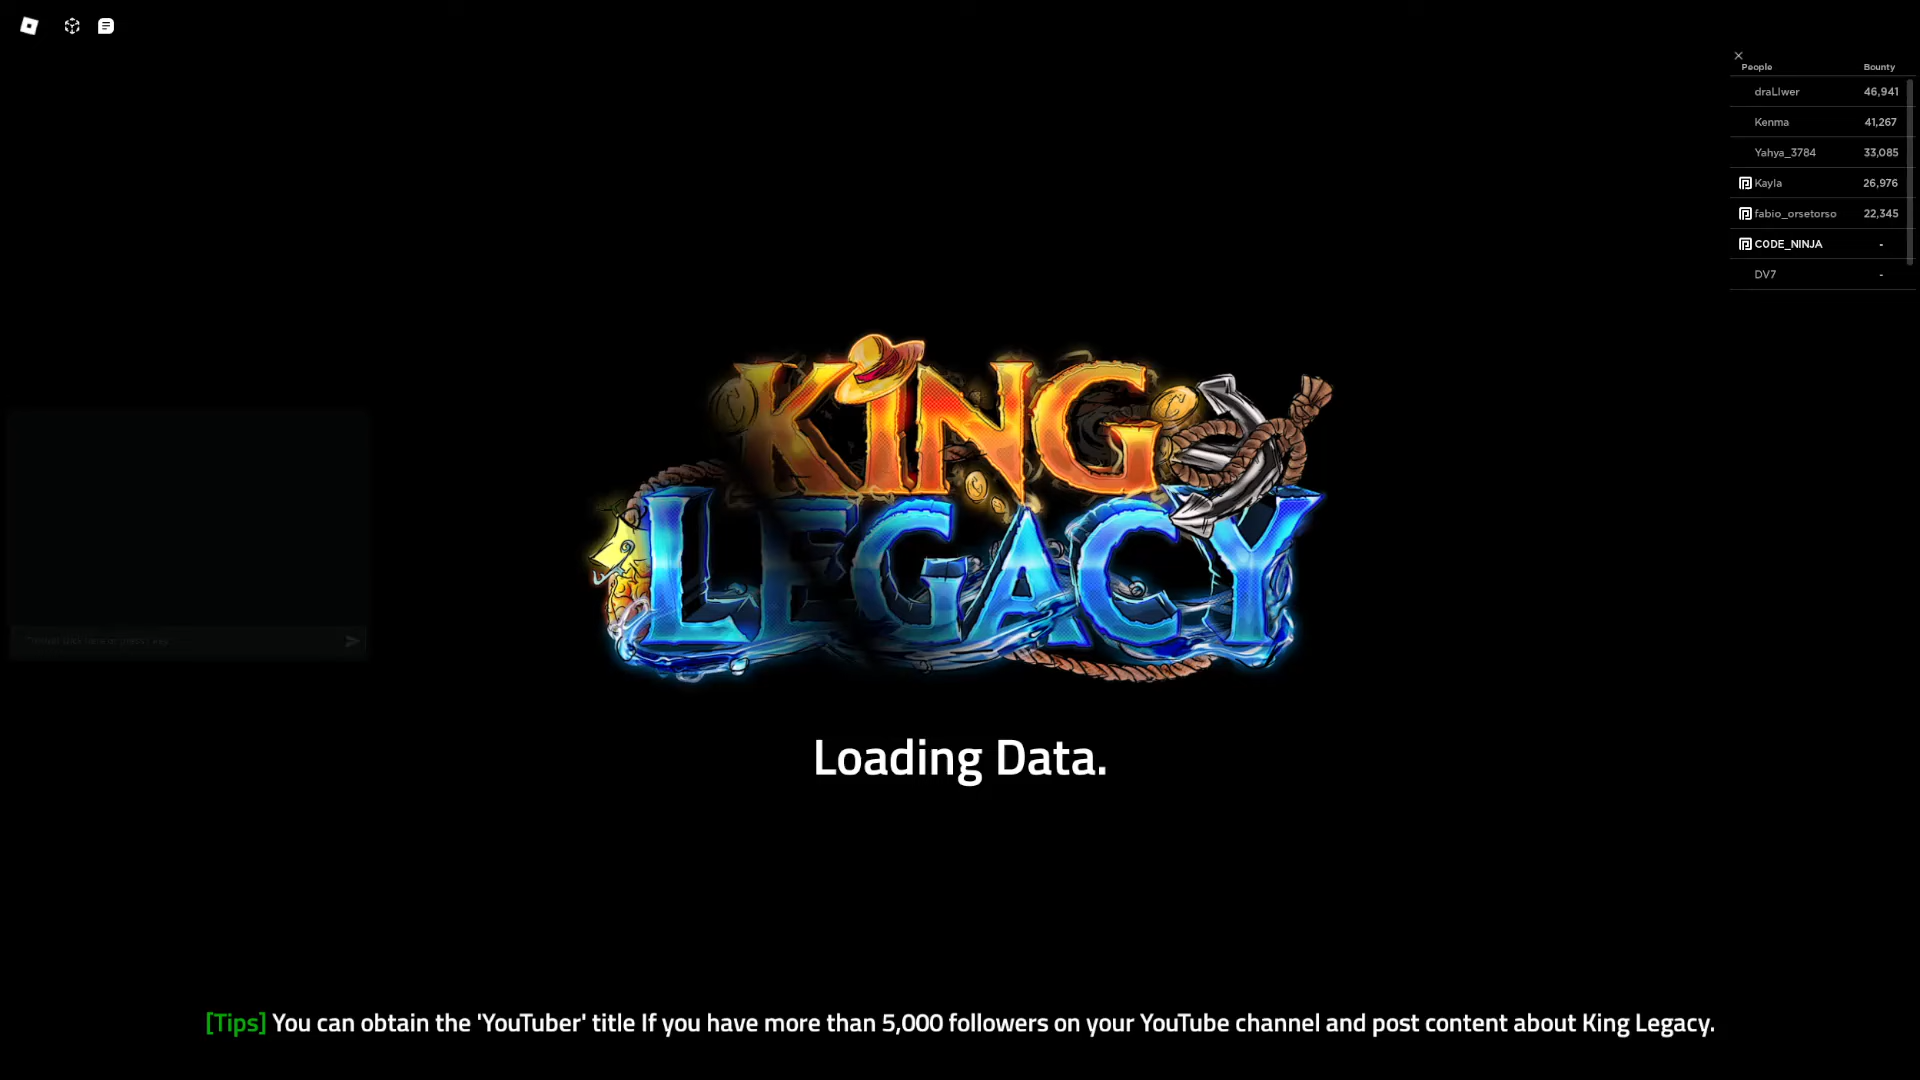 People Bounty
draLlwer 46,941
Kenma 41,267
Yahya_3784 33,085
Kayla 26,976
fabio_orsetorso 22,345
C0DE_NINJA -
DV7 -
KING
LEGACY
Loading Data.
[Tips] You can obtain the 'YouTuber' title If you have more than 5,000 followers on your YouTube channel and post content about King Legacy.